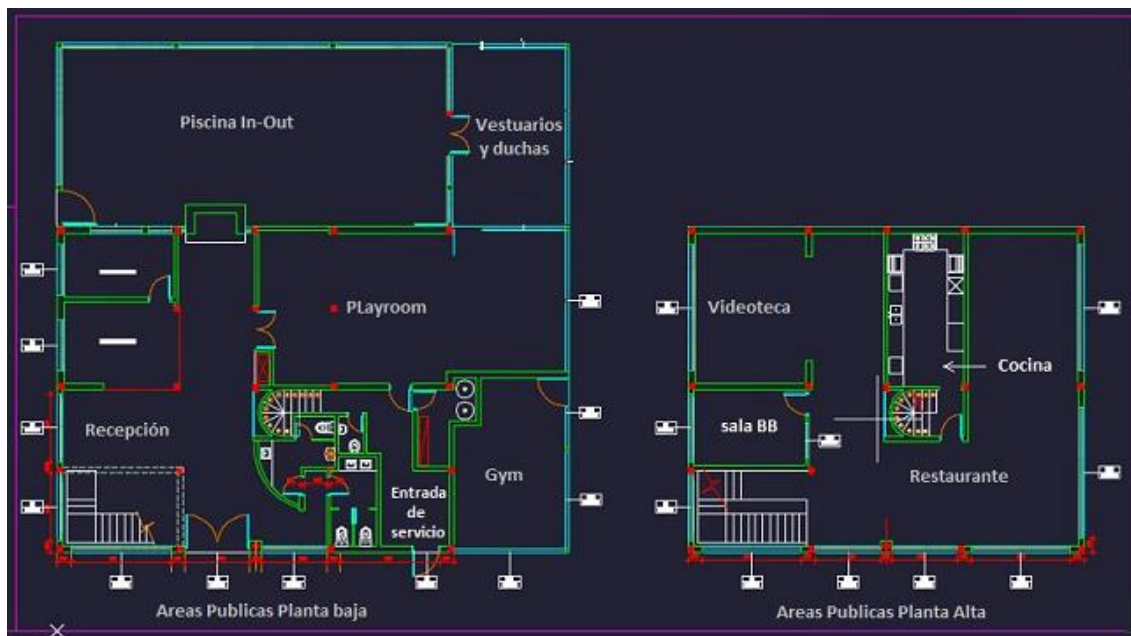 Piscina In-Out
Vestuarios
y duchas
PLayroom
Recepción
Gym
Entrada
de
servicio
Areas Publicas Planta baja
Videoteca
Cocina
sala BB
Restaurante
Areas Publicas Planta Alta